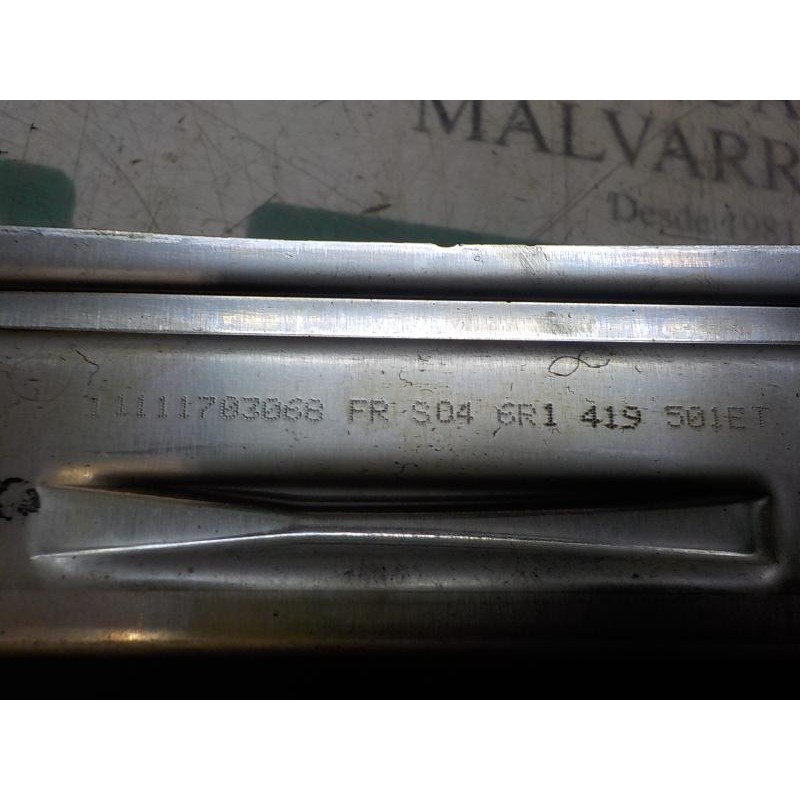 MALVARR
Desde 1981
11111703068 FR S04 6R1 419 501ET